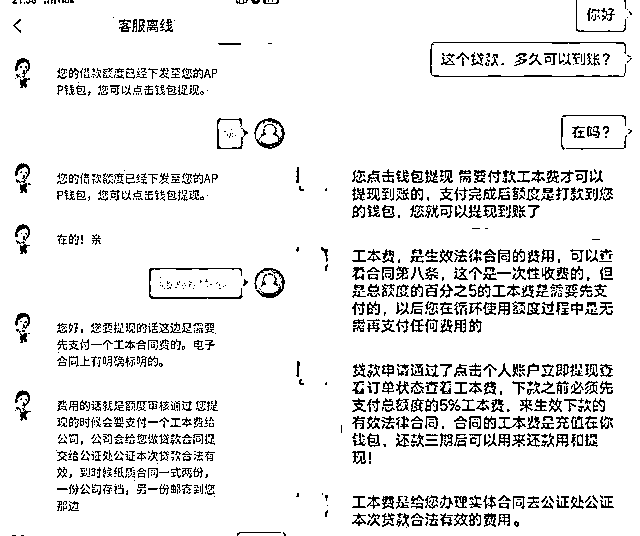 客服离线
您的借款额度已经下发至您的AP
P钱包，您可以点击钱包提现。
您的借款额度已经下发至您的AP
P钱包，您可以点击钱包提现。
在的！亲
您好，您要提现的话这边是需要
先支付一个工本合同费的。电子
合同上有明确标明的。
费用的话就是额度审核通过 您提
现的时候会要支付一个工本费给
公司，公司会给您做贷款合同提
交给公证处公证本次贷款合法有
效，到时候纸质合同一式两份，
一份公司存档，另一份邮寄到您
那边
你好
这个贷款，多久可以到账？
在吗？
您点击钱包提现 需要付款工本费才可以
提现到账的，支付完成后额度是打款到您
的钱包，您就可以提现到账了
工本费，是生效法律合同的费用，可以查
看合同第八条，这个是一次性收费的，但
是总额度的百分之5的工本费是需要先支
付的，以后您在循环使用额度过程中是无
需再支付任何费用的
贷款申请通过了点击个人账户立即提现查
看订单状态查看工本费，下款之前必须先
支付总额度的5%工本费，来生效下款的
有效法律合同，合同的工本费是充值在你
钱包，还款三期后可以用来还款用和提
现！
工本费是给您办理实体合同去公证处公证
本次贷款合法有效的费用。